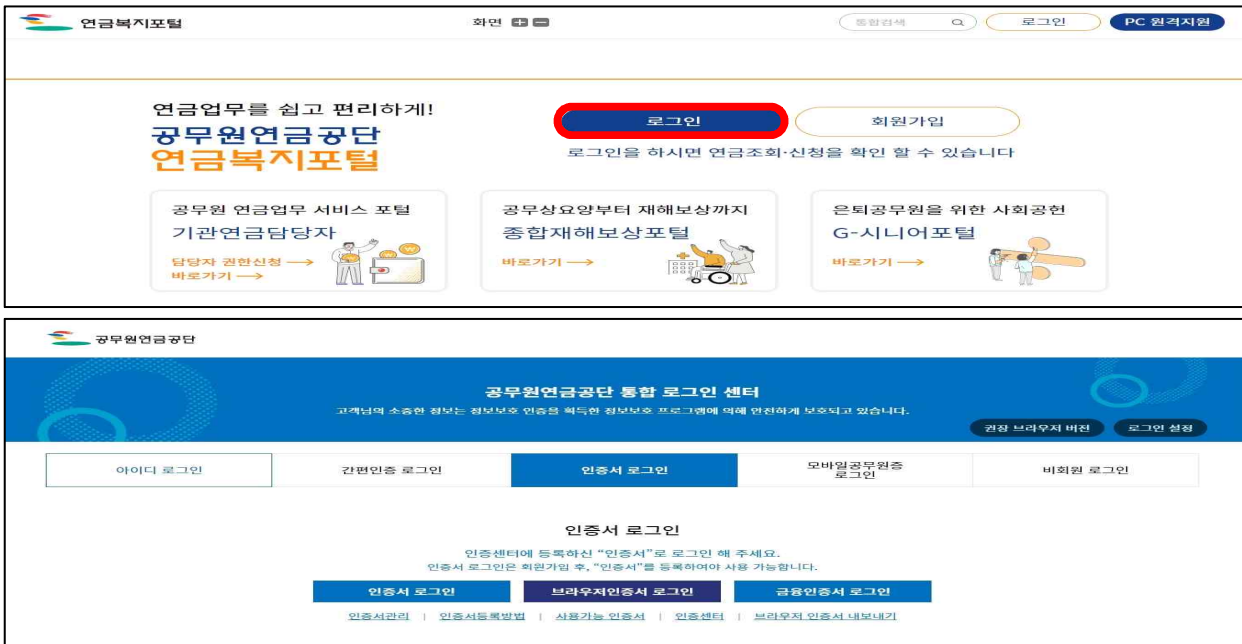 연금복지포털
화면
통합검색
로그인
PC 원격지원
연금업무를 쉽고 편리하게!
공무원연금공단
연금복지포털
로그인
회원가입
로그인을 하시면 연금조회·신청을 확인 할 수 있습니다
공무원 연금업무 서비스 포털
기관연금담당자
담당자 권한신청
바로가기
공무상요양부터 재해보상까지
종합재해보상포털
바로가기
은퇴공무원을 위한 사회공헌
G-시니어포털
바로가기
공무원연금공단
공무원연금공단 통합 로그인 센터
고객님의 소중한 정보는 정보보호 인증을 획득한 정보보호 프로그램에 의해 안전하게 보호되고 있습니다.
권장 브라우저 버전
로그인 설정
아이디 로그인
간편인증 로그인
인증서 로그인
모바일공무원증
로그인
비회원 로그인
인증서 로그인
인증센터에 등록하신 “인증서”로 로그인 해 주세요.
인증서 로그인은 회원가입 후, “인증서”를 등록하여야 사용 가능합니다.
인증서 로그인
브라우저인증서 로그인
금융인증서 로그인
인증서관리 | 인증서등록방법 | 사용가능 인증서 | 인증센터 | 브라우저 인증서 내보내기